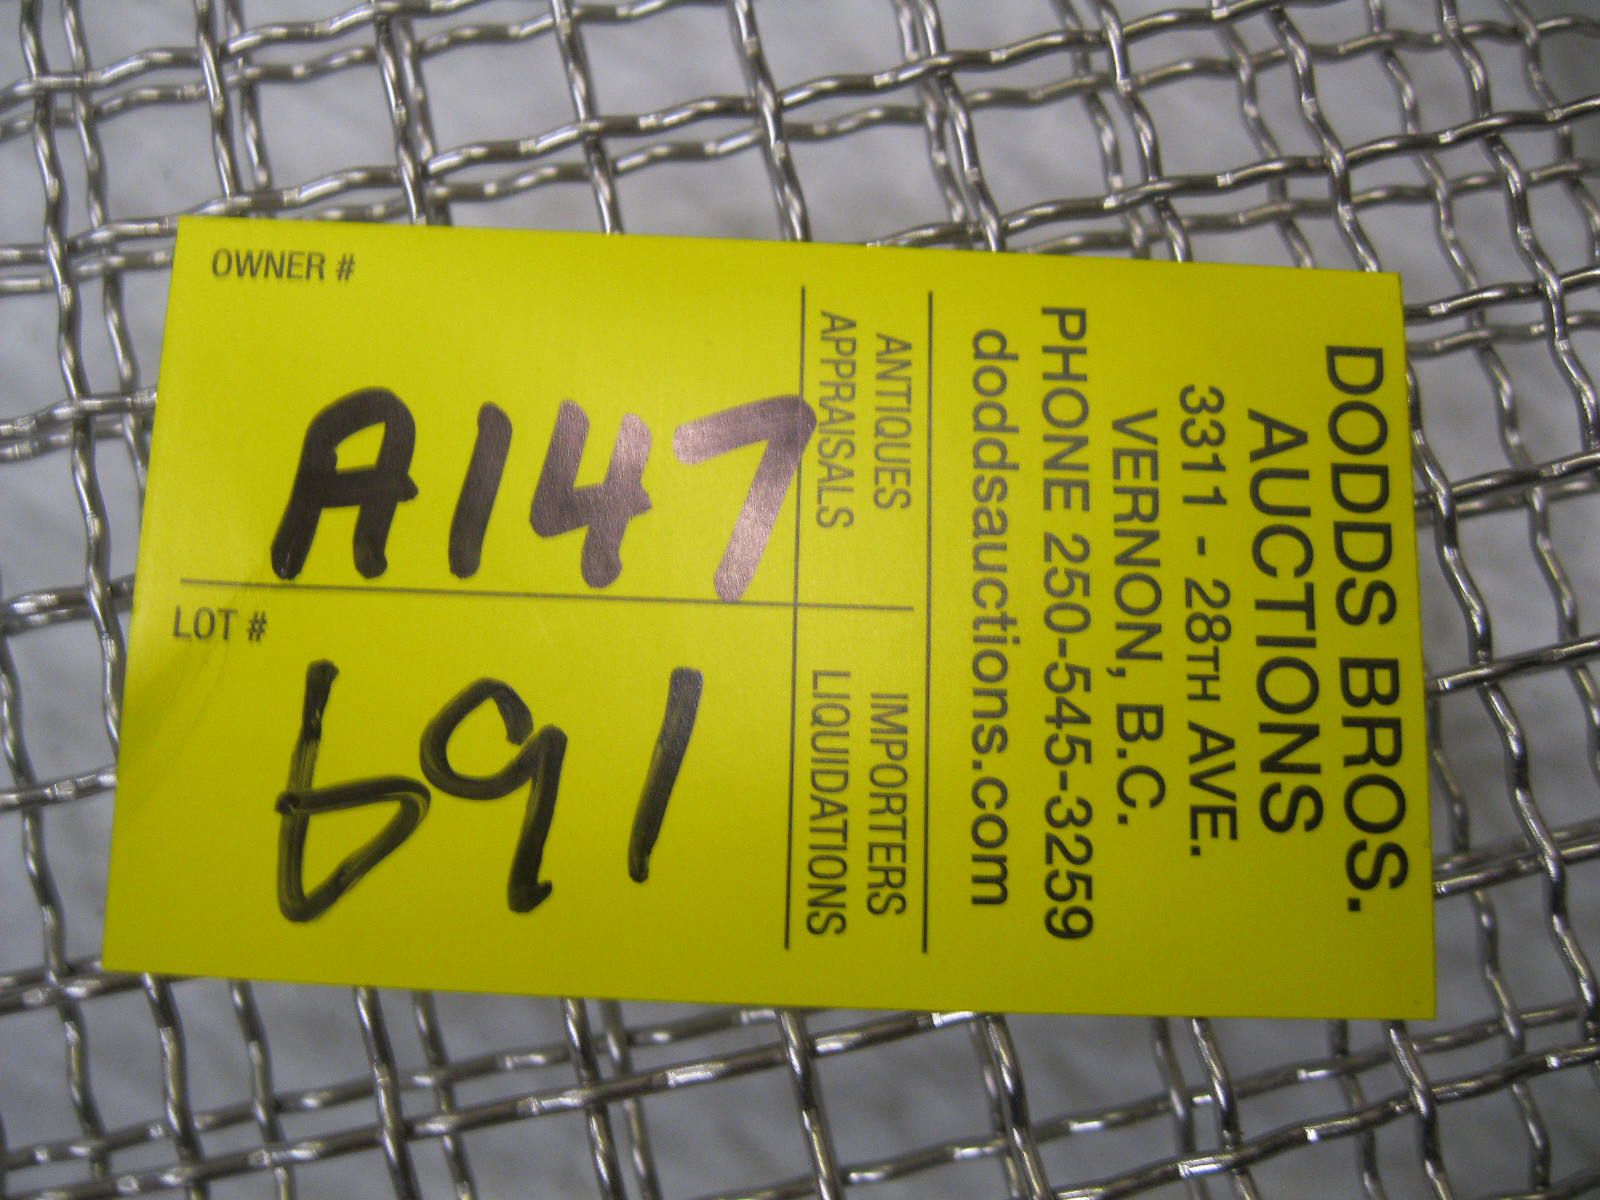 DODDS BROS.
AUCTIONS
3311 - 28TH AVE.
VERNON, B.C.
PHONE 250-545-3259
doddsauctions.com
ANTIQUES
APPRAISALS
IMPORTERS
LIQUIDATIONS
OWNER #
A147
LOT #
691